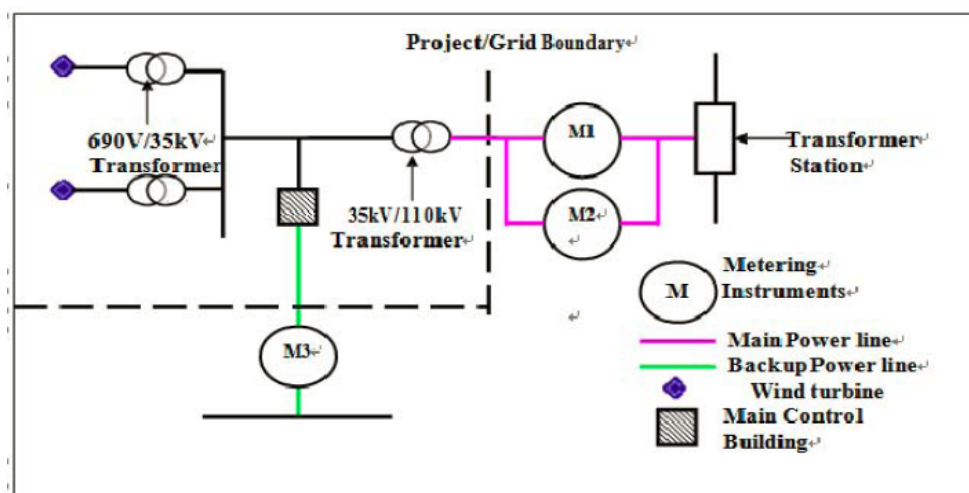 Project/Grid Boundary↵
M1
690V/35kV↵
Transformer
Transformer↵
Station↵
35kV/110kV
Transformer↵
M2↵
↵
Metering↵
Instruments↵
M
↵
M3↵
Main Power line↵
Backup Power line↵
Wind turbine
Main Control
Building↵